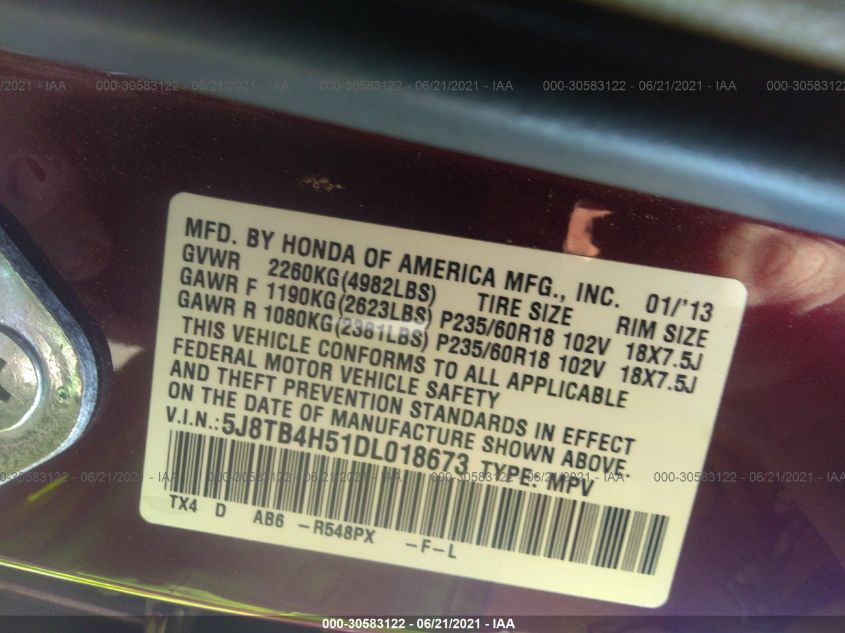 - IAA 000-30583122 - 06/21/2021 - IAA 000-30583122 - 06/21/2021 - IAA 000-30583122 - 06/21/2021 - IAA 000-30583122
MFD. BY HONDA OF AMERICA MFG., INC. 01/'13
GVWR 2260KG(4982LBS) TIRE SIZE RIM SIZE
GAWR F 1190KG(2623LBS) P235/60R18 102V 18X7.5J
GAWR R 1080KG(2381LBS) P235/60R18 102V 18X7.5J
THIS VEHICLE CONFORMS TO ALL APPLICABLE
FEDERAL MOTOR VEHICLE SAFETY
AND THEFT PREVENTION STANDARDS IN EFFECT
ON THE DATE OF MANUFACTURE SHOWN ABOVE.
V.I.N.:5J8TB4H51DL018673 TYPE: MPV
TX4 D AB6 -R548PX -F-L
000-30583122 - 06/21/2021 - IAA